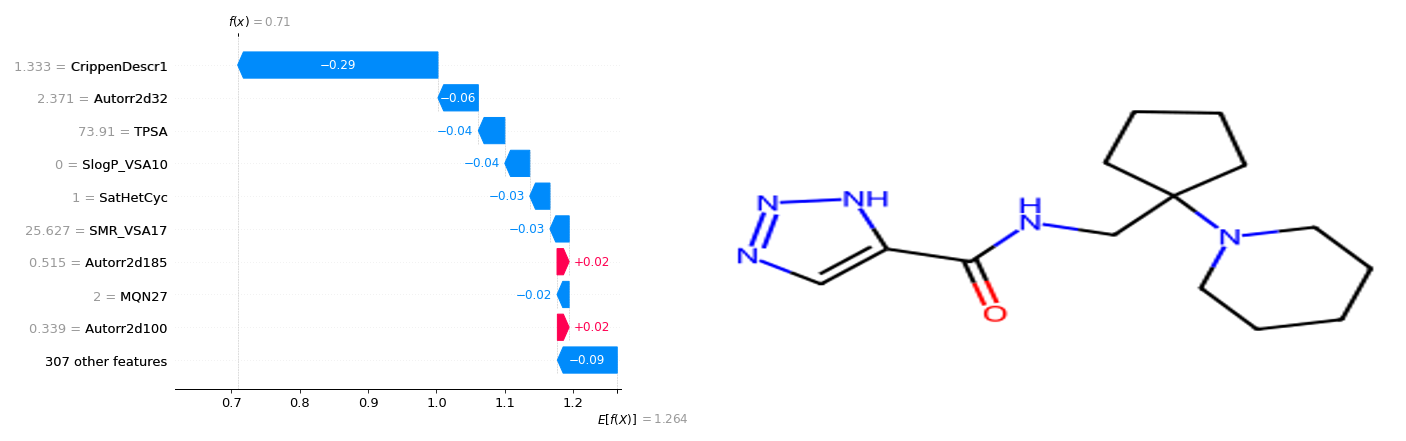 f(x) = 0.71
1.333 = CrippenDescr1
−0.29
2.371 = Autorr2d32
−0.06
73.91 = TPSA
−0.04
0 = SlogP_VSA10
−0.04
1 = SatHetCyc
−0.03
25.627 = SMR_VSA17
−0.03
0.515 = Autorr2d185
+0.02
2 = MQN27
−0.02
0.339 = Autorr2d100
+0.02
307 other features
−0.09
0.7 0.8 0.9 1.0 1.1 1.2
E[f(X)] = 1.264
N
NH
N
H
N
O
N